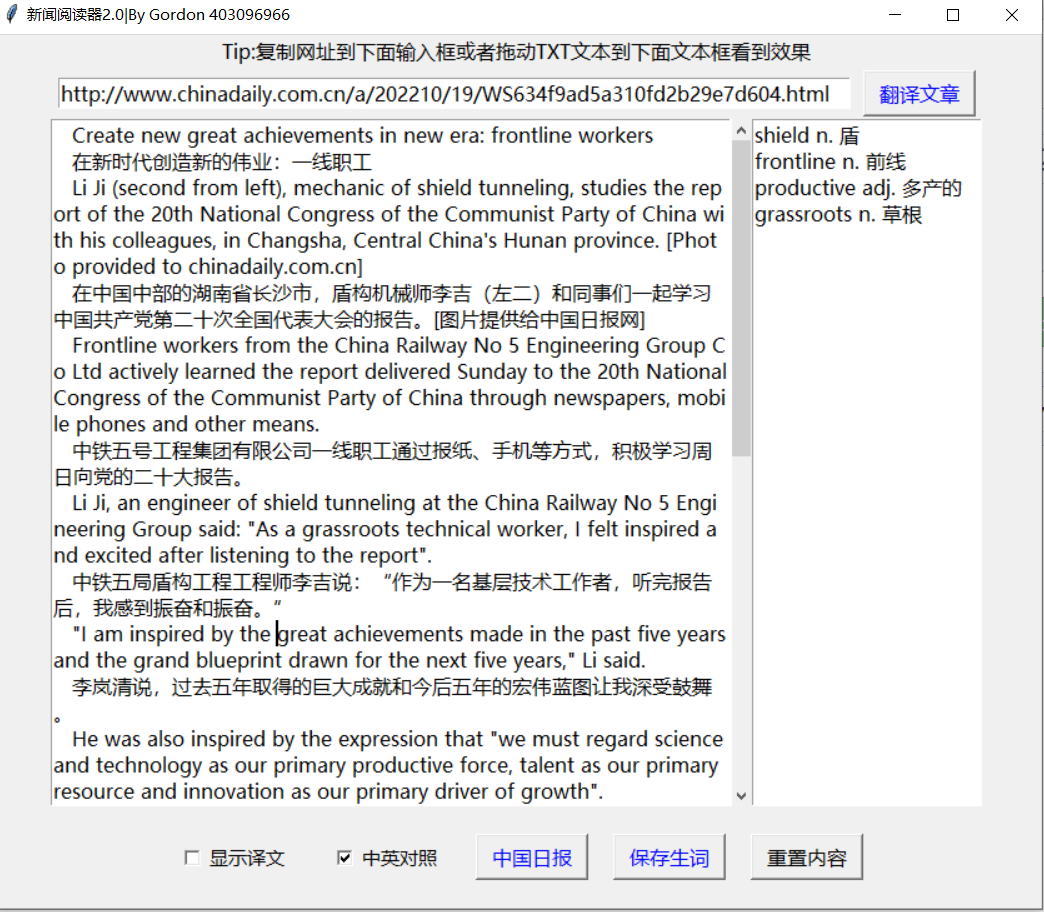 新闻阅读器2.0|By Gordon 403096966
Tip:复制网址到下面输入框或者拖动TXT文本到下面文本框看到效果
http://www.chinadaily.com.cn/a/202210/19/WS634f9ad5a310fd2b29e7d604.html
翻译文章
Create new great achievements in new era: frontline workers
在新时代创造新的伟业：一线职工
Li Ji (second from left), mechanic of shield tunneling, studies the rep
ort of the 20th National Congress of the Communist Party of China wi
th his colleagues, in Changsha, Central China's Hunan province. [Phot
o provided to chinadaily.com.cn]
在中国中部的湖南省长沙市，盾构机械师李吉（左二）和同事们一起学习
中国共产党第二十次全国代表大会的报告。[图片提供给中国日报网]
Frontline workers from the China Railway No 5 Engineering Group C
o Ltd actively learned the report delivered Sunday to the 20th National
Congress of the Communist Party of China through newspapers, mobi
le phones and other means.
中铁五号工程集团有限公司一线职工通过报纸、手机等方式，积极学习周
日向党的二十大报告。
Li Ji, an engineer of shield tunneling at the China Railway No 5 Engi
neering Group said: "As a grassroots technical worker, I felt inspired a
nd excited after listening to the report".
中铁五局盾构工程工程师李吉说：“作为一名基层技术工作者，听完报告
后，我感到振奋和振奋。”
"I am inspired by the great achievements made in the past five years
and the grand blueprint drawn for the next five years," Li said.
李岚清说，过去五年取得的巨大成就和今后五年的宏伟蓝图让我深受鼓舞
。
He was also inspired by the expression that "we must regard science
and technology as our primary productive force, talent as our primary
resource and innovation as our primary driver of growth".
shield n. 盾
frontline n. 前线
productive adj. 多产的
grassroots n. 草根
显示译文
中英对照
中国日报
保存生词
重置内容